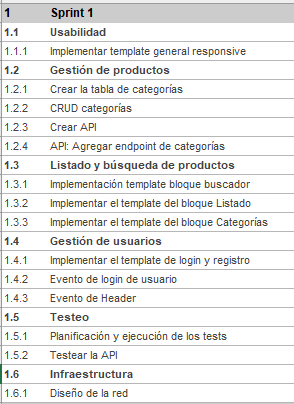 1 Sprint 1
1.1 Usabilidad
1.1.1 Implementar template general responsive
1.2 Gestión de productos
1.2.1 Crear la tabla de categorías
1.2.2 CRUD categorías
1.2.3 Crear API
1.2.4 API: Agregar endpoint de categorías
1.3 Listado y búsqueda de productos
1.3.1 Implementación template bloque buscador
1.3.2 Implementar el template del bloque Listado
1.3.3 Implementar el template del bloque Categorías
1.4 Gestión de usuarios
1.4.1 Implementar el template de login y registro
1.4.2 Evento de login de usuario
1.4.3 Evento de Header
1.5 Testeo
1.5.1 Planificación y ejecución de los tests
1.5.2 Testear la API
1.6 Infraestructura
1.6.1 Diseño de la red